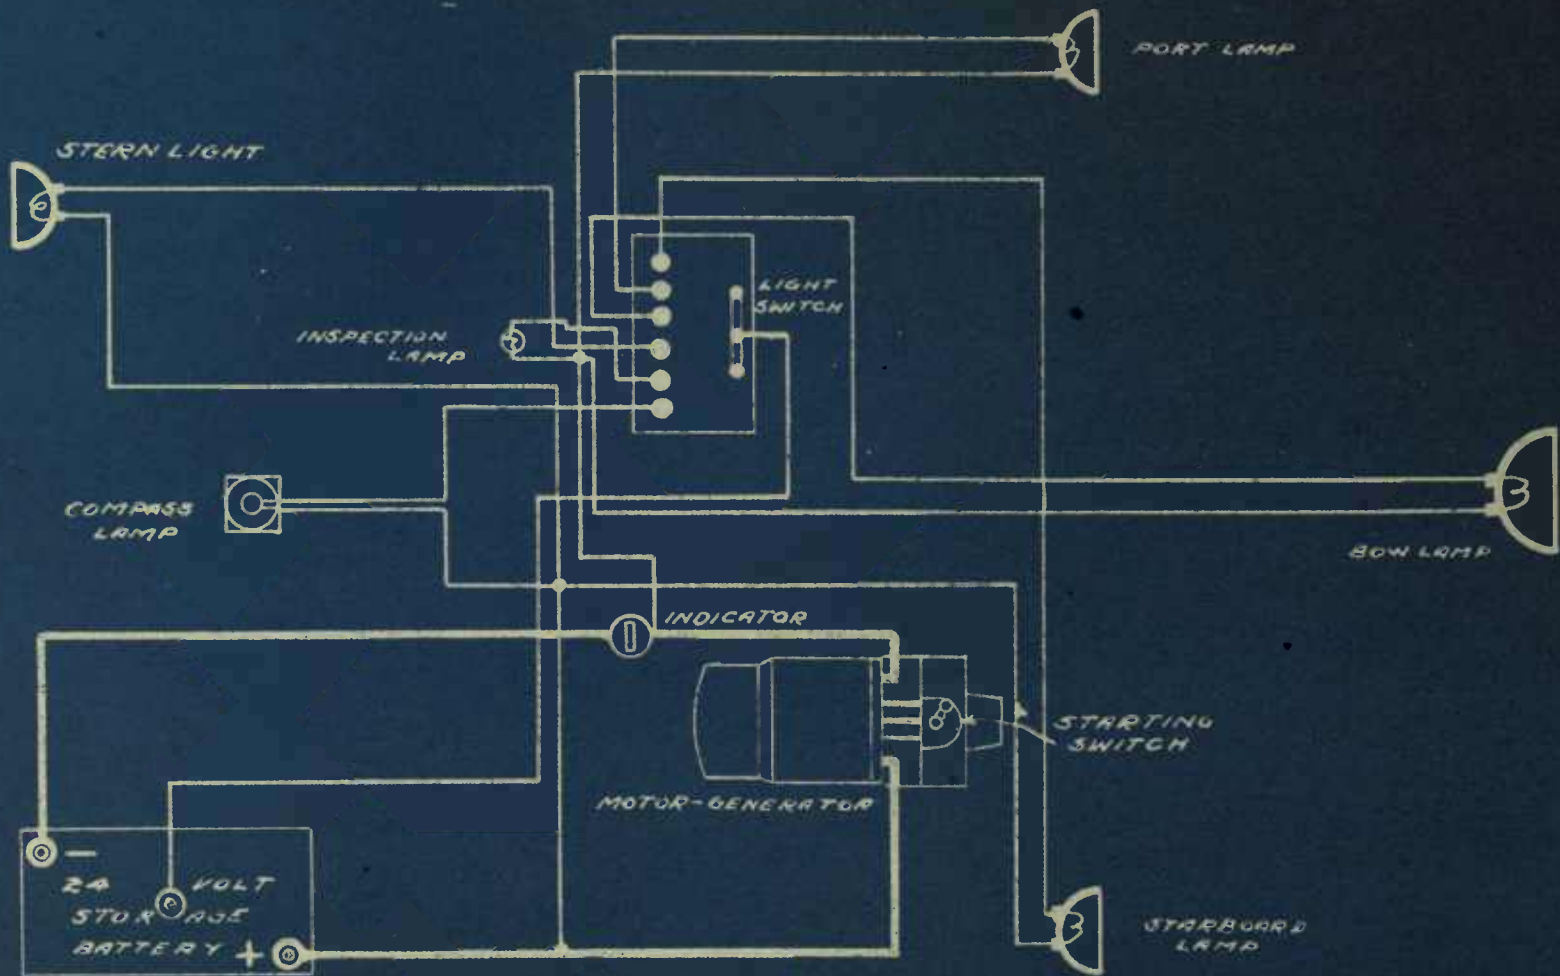 PORT LAMP
STERN LIGHT
LIGHT
SWITCH
INSPECTION
LAMP
COMPASS
LAMP
BOW LAMP
INDICATOR
STARTING
SWITCH
MOTOR-GENERATOR
−
24 VOLT
STORAGE
BATTERY +
STARBOARD
LAMP